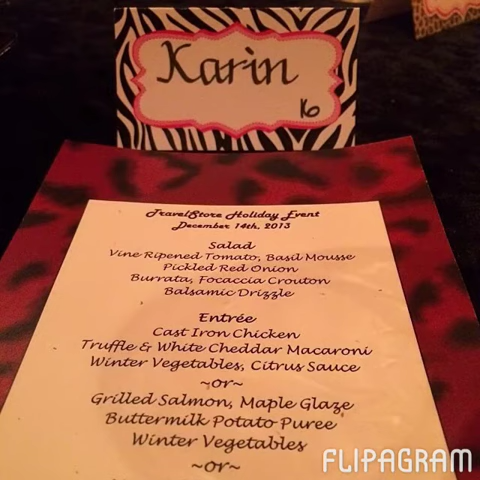 Karin
16
TravelStore Holiday Event
December 14th, 2013
Salad
Vine Ripened Tomato, Basil Mousse
Pickled Red Onion
Burrata, Focaccia Crouton
Balsamic Drizzle
Entrée
Cast Iron Chicken
Truffle & White Cheddar Macaroni
Winter Vegetables, Citrus Sauce
~or~
Grilled Salmon, Maple Glaze
Buttermilk Potato Puree
Winter Vegetables
~or~
FLIPAGRAM